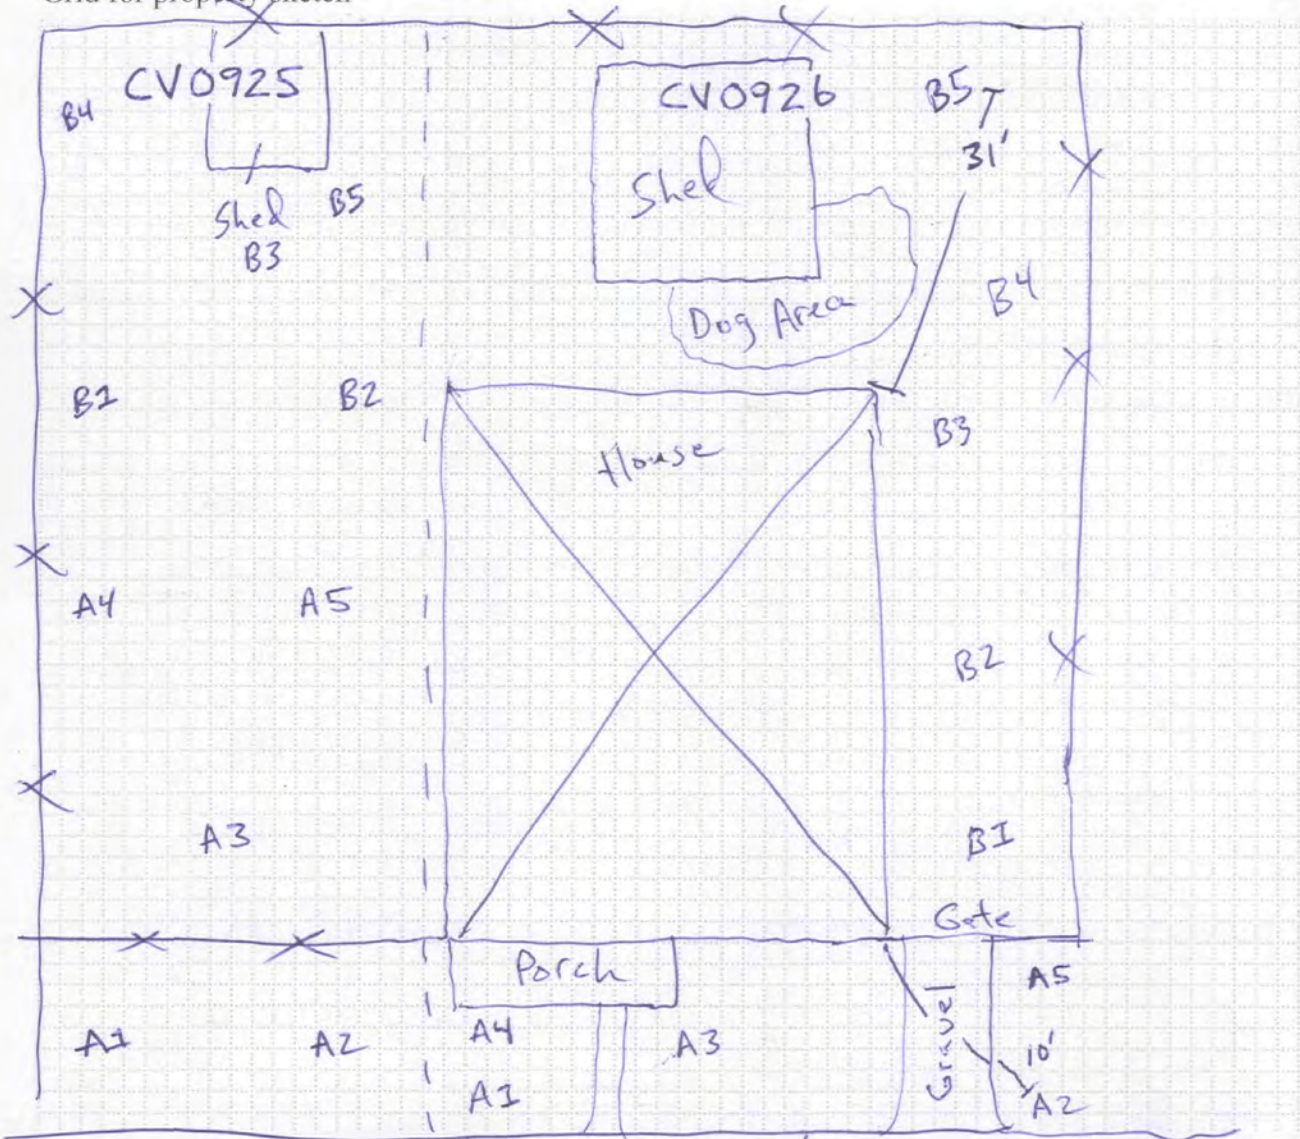 Grid for property sketch
CV0925
CV0926
B5
31'
B4
Shed
Shed
B5
B3
Dog Area
B4
B1
B2
House
B3
A4
A5
B2
A3
B1
Gate
Porch
A5
Gravel
A1
A2
A4
A3
10'
A1
A2